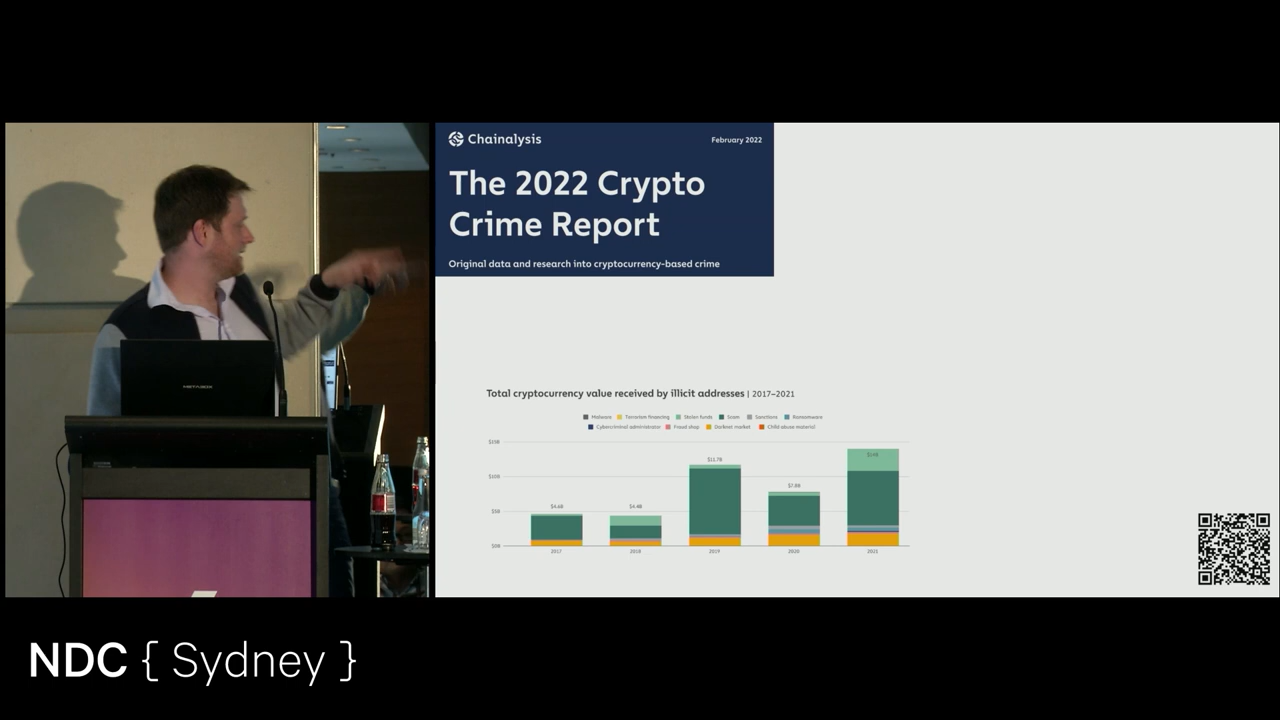 Chainalysis
February 2022
The 2022 Crypto
Crime Report
Original data and research into cryptocurrency-based crime
Total cryptocurrency value received by illicit addresses | 2017–2021
Malware Terrorism financing Stolen funds Scam Sanctions Ransomware
Cybercriminal administrator Fraud shop Darknet market Child abuse material
$15B
$10B
$5B
$0B
$4.6B
$4.4B
$11.7B
$7.8B
$14B
2017 2018 2019 2020 2021
METABOX
NDC { Sydney }